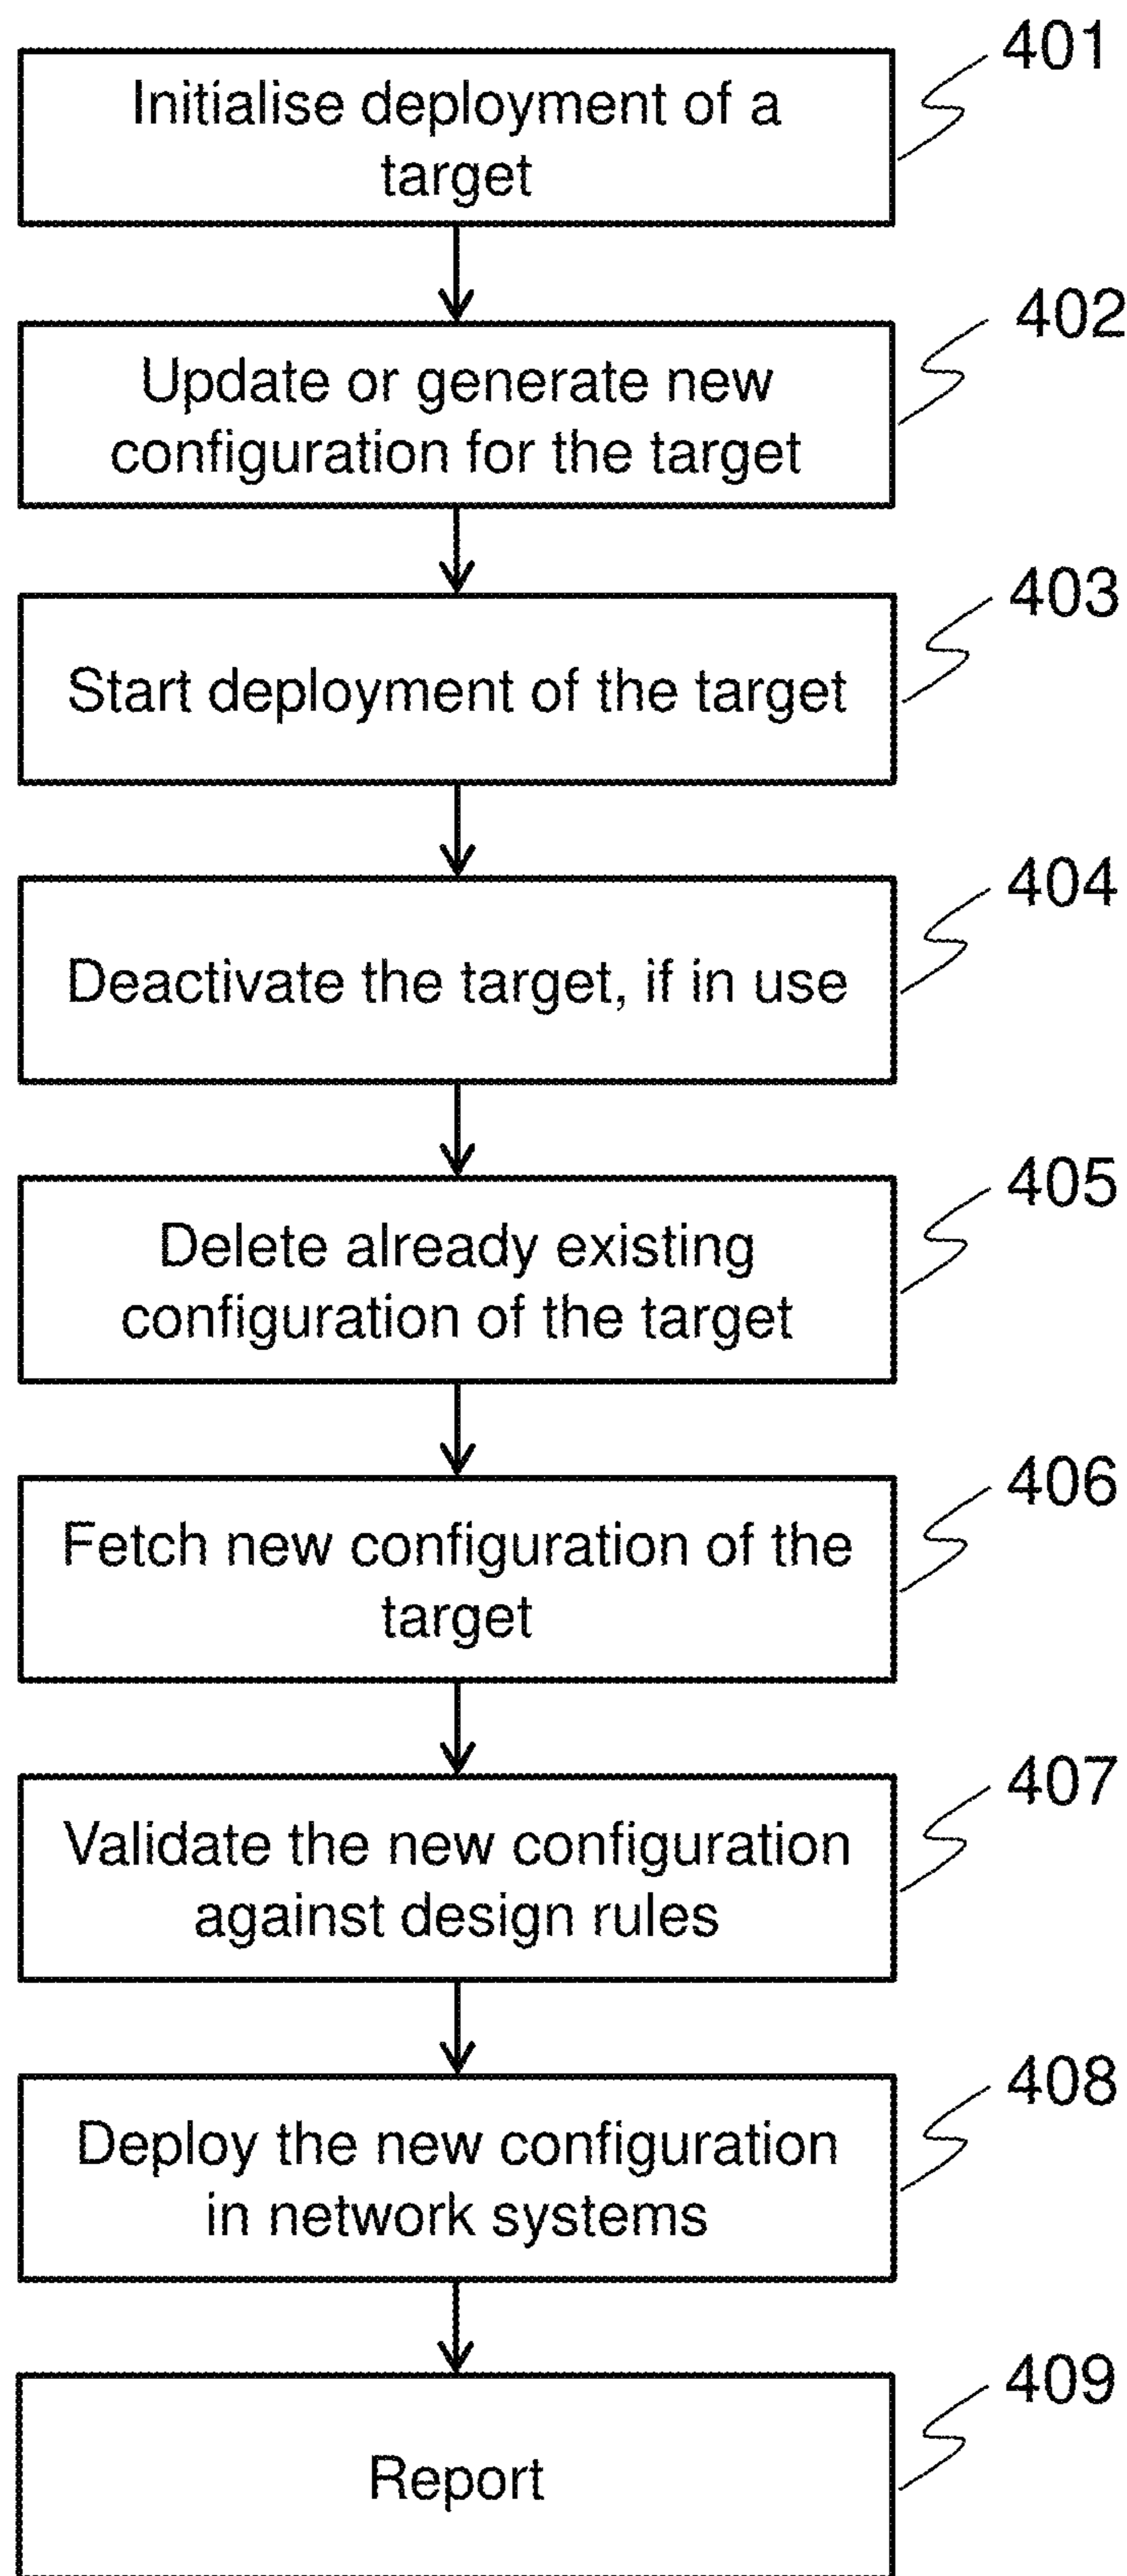 401
Initialise deployment of a
target
402
Update or generate new
configuration for the target
403
Start deployment of the target
404
Deactivate the target, if in use
405
Delete already existing
configuration of the target
406
Fetch new configuration of the
target
407
Validate the new configuration
against design rules
408
Deploy the new configuration
in network systems
409
Report